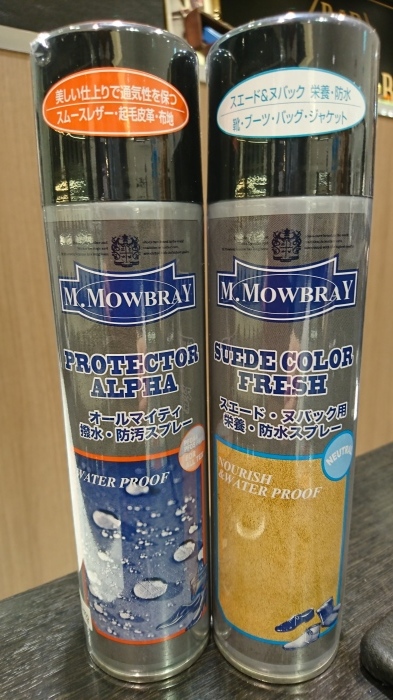 美しい仕上りで通気性を保つ
スムースレザー・起毛皮革・布地
M.MOWBRAY
PROTECTOR
ALPHA
オールマイティ
撥水・防汚スプレー
WATER PROOF
スエード&ヌバック 栄養・防水
靴・ブーツ・バッグ・ジャケット
M.MOWBRAY
SUEDE COLOR
FRESH
スエード・ヌバック用
栄養・防水スプレー
NEUTRAL
NOURISH
&WATER PROOF